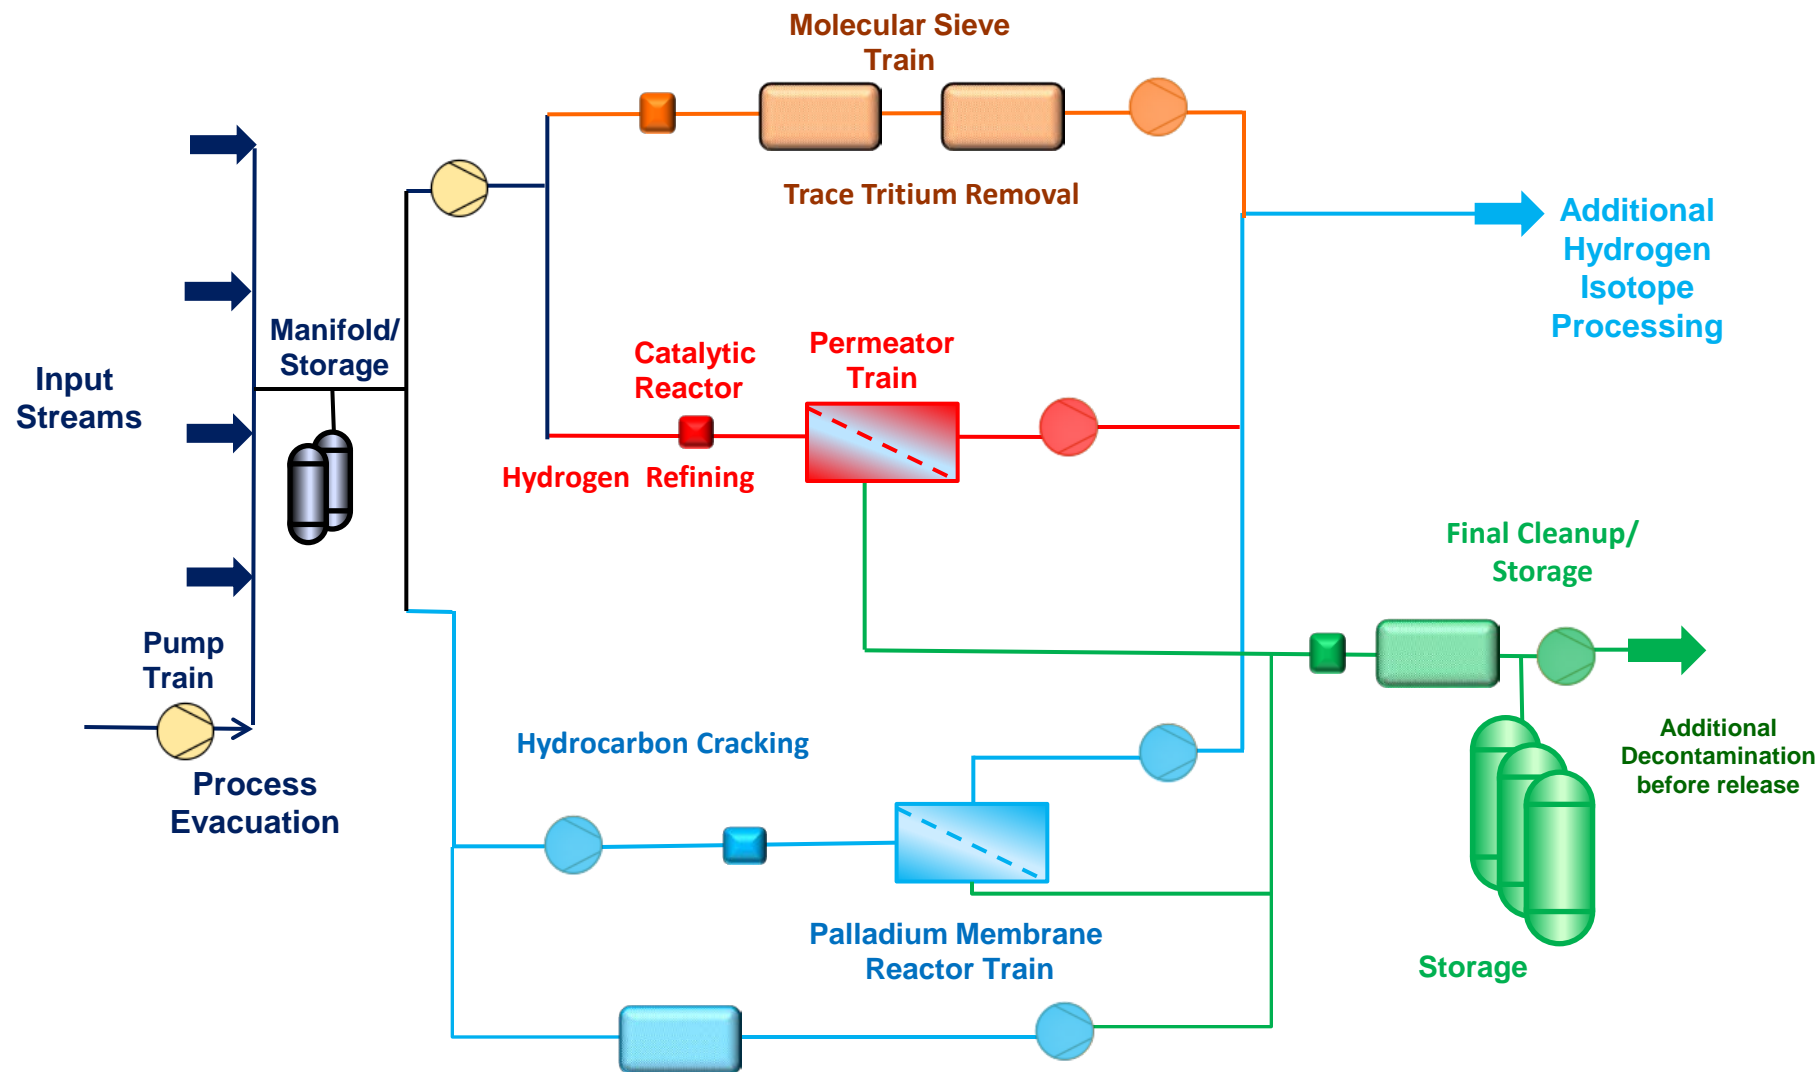 Molecular Sieve
Train
Trace Tritium Removal
Additional
Hydrogen
Isotope
Processing
Manifold/
Storage
Input
Streams
Catalytic
Reactor
Permeator
Train
Hydrogen Refining
Final Cleanup/
Storage
Pump
Train
Process
Evacuation
Hydrocarbon Cracking
Additional
Decontamination
before release
Palladium Membrane
Reactor Train
Storage